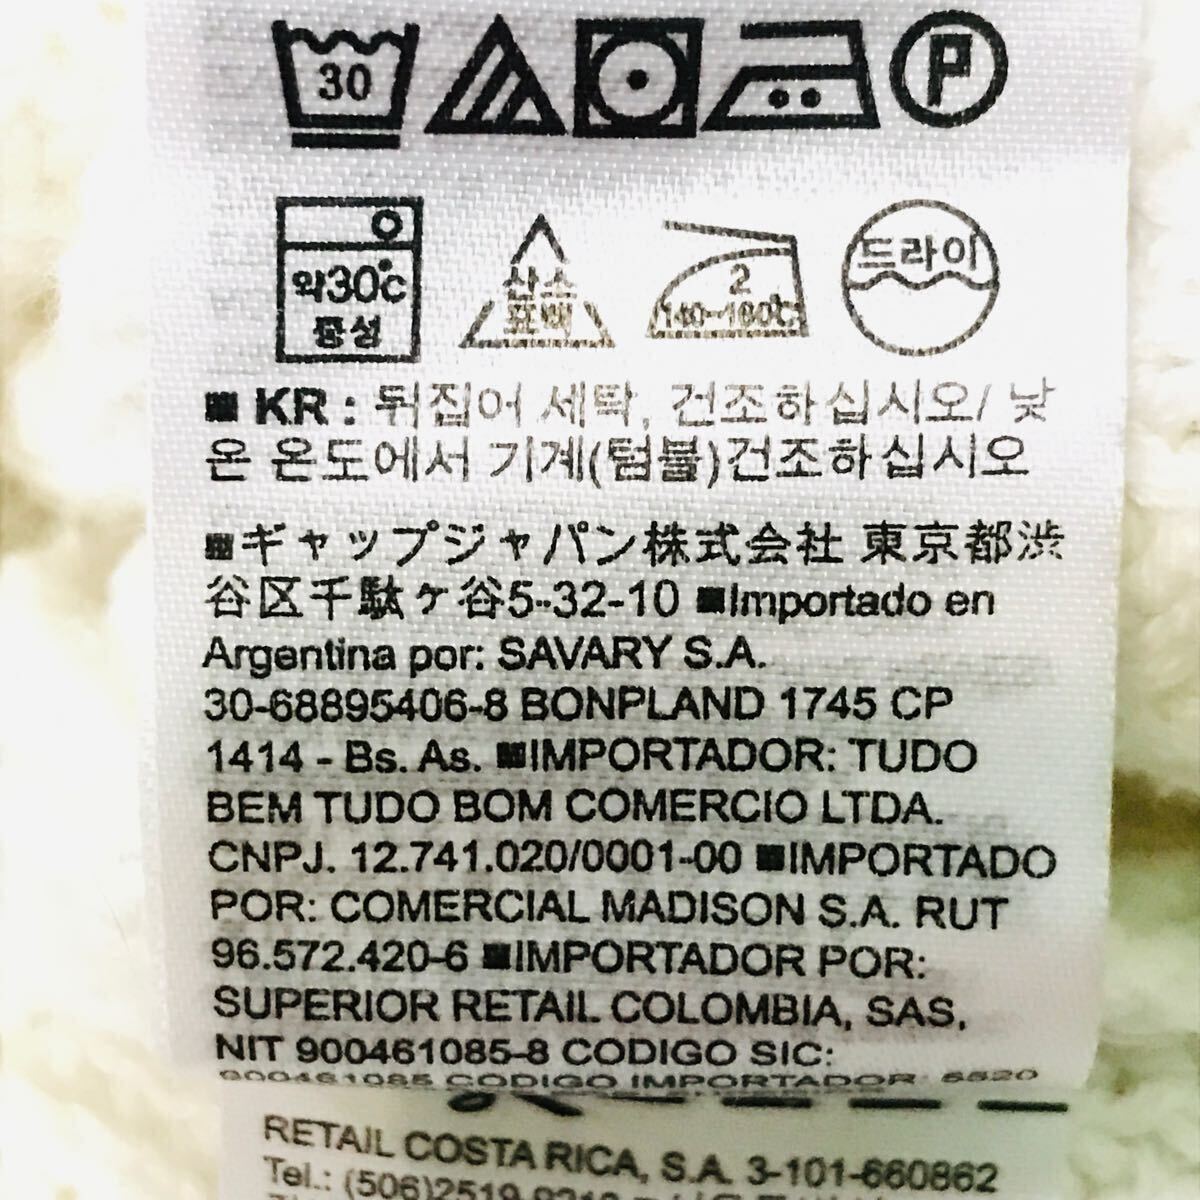 30
P
약30℃
중성
산소
표백
2
140~160℃
드라이
■ KR : 뒤집어 세탁, 건조하십시오/ 낮
은 온도에서 기계(텀블)건조하십시오
■ギャップジャパン株式会社 東京都渋
谷区千駄ヶ谷5-32-10 ■Importado en
Argentina por: SAVARY S.A.
30-68895406-8 BONPLAND 1745 CP
1414 - Bs. As. ■IMPORTADOR: TUDO
BEM TUDO BOM COMERCIO LTDA.
CNPJ. 12.741.020/0001-00 ■IMPORTADO
POR: COMERCIAL MADISON S.A. RUT
96.572.420-6 ■IMPORTADOR POR:
SUPERIOR RETAIL COLOMBIA, SAS,
NIT 900461085-8 CODIGO SIC:
900461085 CODIGO IMPORTADOR: 5520
RETAIL COSTA RICA, S.A. 3-101-660862
Tel.: